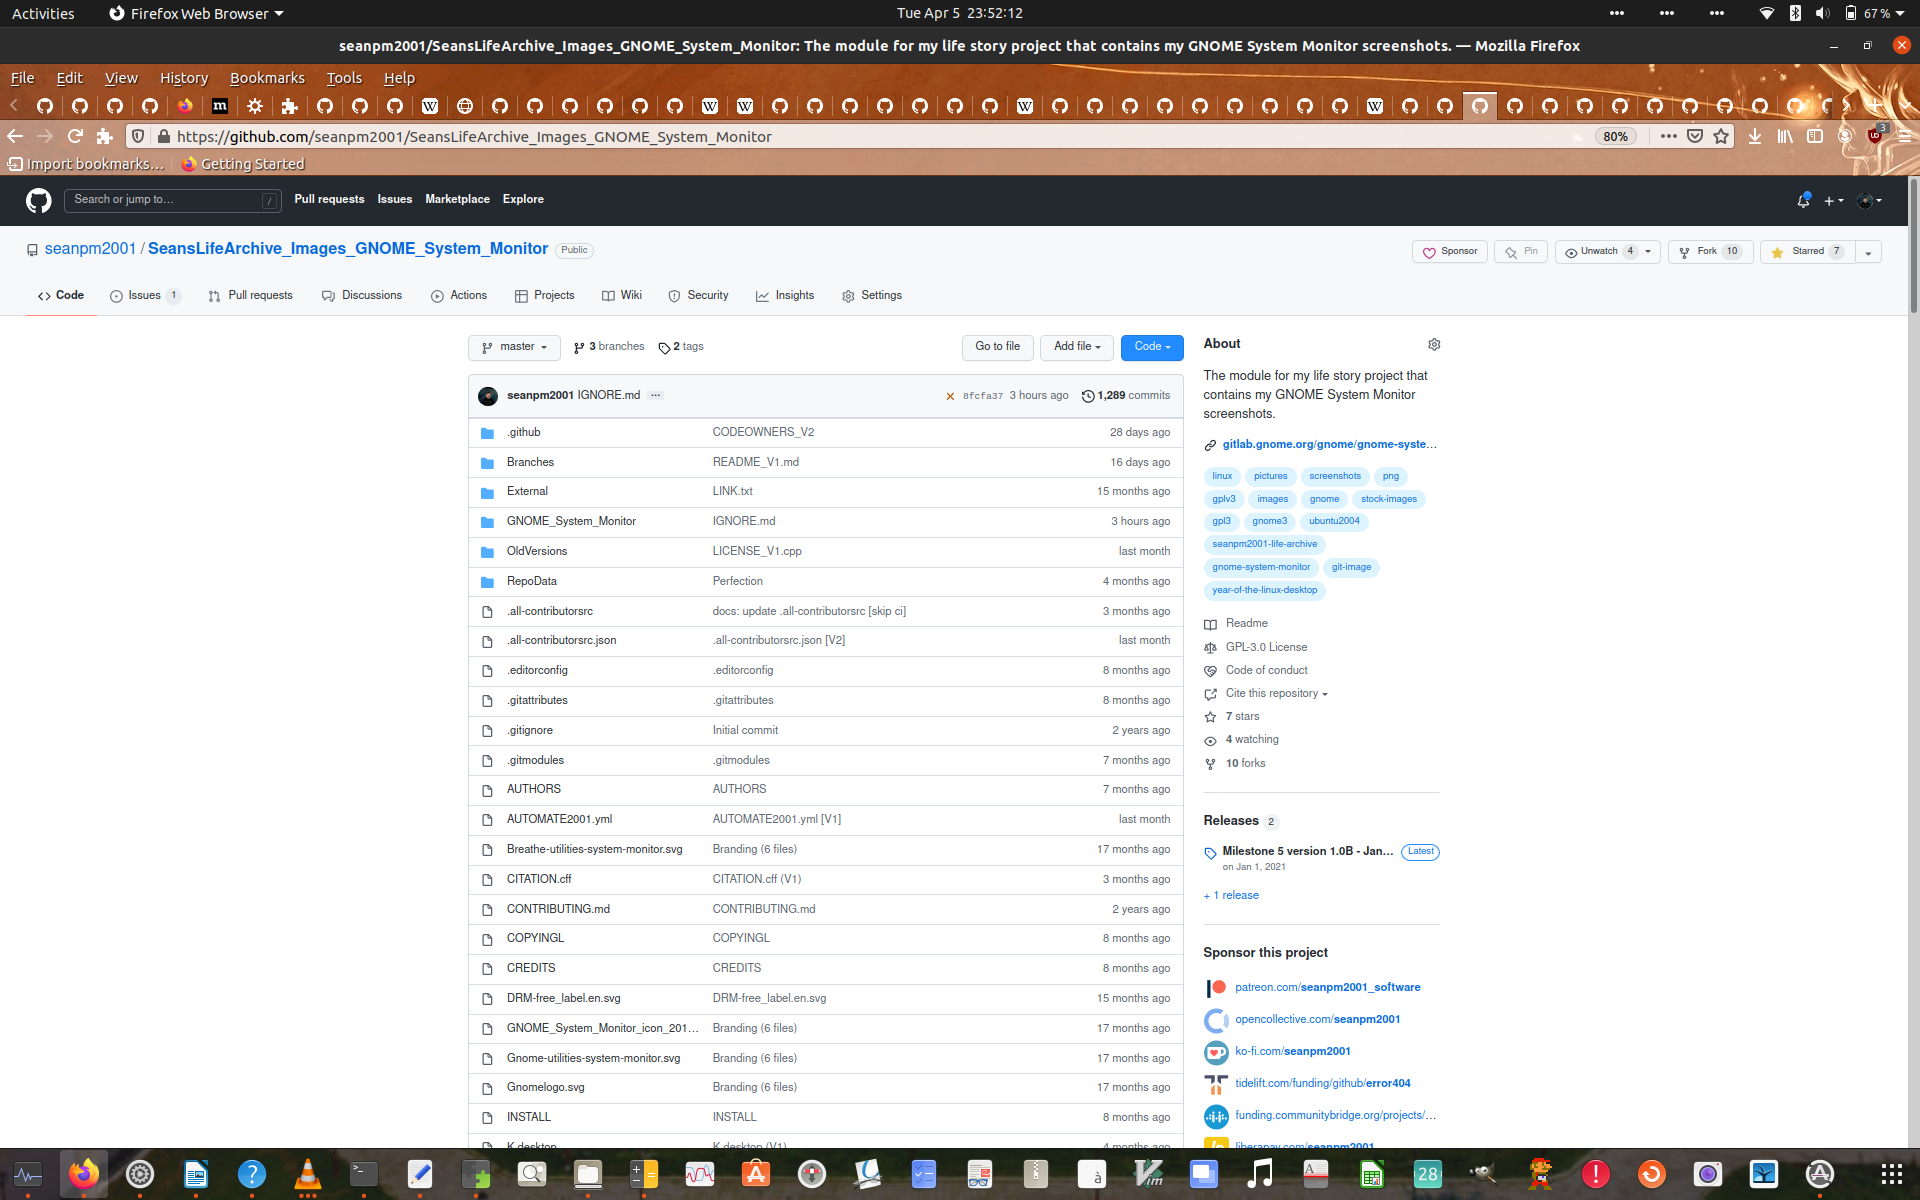 Activities Firefox Web Browser Tue Apr 5 23:52:12 67 %
seanpm2001/SeansLifeArchive_Images_GNOME_System_Monitor: The module for my life story project that contains my GNOME System Monitor screenshots. — Mozilla Firefox
File Edit View History Bookmarks Tools Help
https://github.com/seanpm2001/SeansLifeArchive_Images_GNOME_System_Monitor 80% 3
Import bookmarks... Getting Started
Search or jump to... / Pull requests Issues Marketplace Explore
seanpm2001 / SeansLifeArchive_Images_GNOME_System_Monitor Public Sponsor Pin Unwatch 4 Fork 10 Starred 7
Code Issues 1 Pull requests Discussions Actions Projects Wiki Security Insights Settings
master 3 branches 2 tags Go to file Add file Code
seanpm2001 IGNORE.md ... 8fcfa37 3 hours ago 1,289 commits
.github CODEOWNERS_V2 28 days ago
Branches README_V1.md 16 days ago
External LINK.txt 15 months ago
GNOME_System_Monitor IGNORE.md 3 hours ago
OldVersions LICENSE_V1.cpp last month
RepoData Perfection 4 months ago
.all-contributorsrc docs: update .all-contributorsrc [skip ci] 3 months ago
.all-contributorsrc.json .all-contributorsrc.json [V2] last month
.editorconfig .editorconfig 8 months ago
.gitattributes .gitattributes 8 months ago
.gitignore Initial commit 2 years ago
.gitmodules .gitmodules 7 months ago
AUTHORS AUTHORS 7 months ago
AUTOMATE2001.yml AUTOMATE2001.yml [V1] last month
Breathe-utilities-system-monitor.svg Branding (6 files) 17 months ago
CITATION.cff CITATION.cff (V1) 3 months ago
CONTRIBUTING.md CONTRIBUTING.md 2 years ago
COPYINGL COPYINGL 8 months ago
CREDITS CREDITS 8 months ago
DRM-free_label.en.svg DRM-free_label.en.svg 15 months ago
GNOME_System_Monitor_icon_201... Branding (6 files) 17 months ago
Gnome-utilities-system-monitor.svg Branding (6 files) 17 months ago
Gnomelogo.svg Branding (6 files) 17 months ago
INSTALL INSTALL 8 months ago
K.desktop K.desktop (V1) 4 months ago
About
The module for my life story project that
contains my GNOME System Monitor
screenshots.
gitlab.gnome.org/gnome/gnome-syste...
linux pictures screenshots png
gplv3 images gnome stock-images
gpl3 gnome3 ubuntu2004
seanpm2001-life-archive
gnome-system-monitor git-image
year-of-the-linux-desktop
Readme
GPL-3.0 License
Code of conduct
Cite this repository
7 stars
4 watching
10 forks
Releases 2
Milestone 5 version 1.0B - Jan... Latest
on Jan 1, 2021
+ 1 release
Sponsor this project
patreon.com/seanpm2001_software
opencollective.com/seanpm2001
ko-fi.com/seanpm2001
tidelift.com/funding/github/error404
funding.communitybridge.org/projects/...
liberapay.com/seanpm2001
28